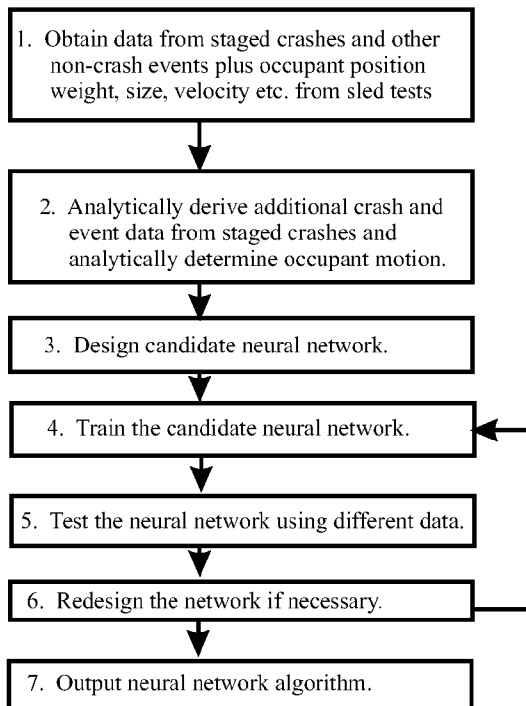 1. Obtain data from staged crashes and other
non-crash events plus occupant position
weight, size, velocity etc. from sled tests
2. Analytically derive additional crash and
event data from staged crashes and
analytically determine occupant motion.
3. Design candidate neural network.
4. Train the candidate neural network.
5. Test the neural network using different data.
6. Redesign the network if necessary.
7. Output neural network algorithm.